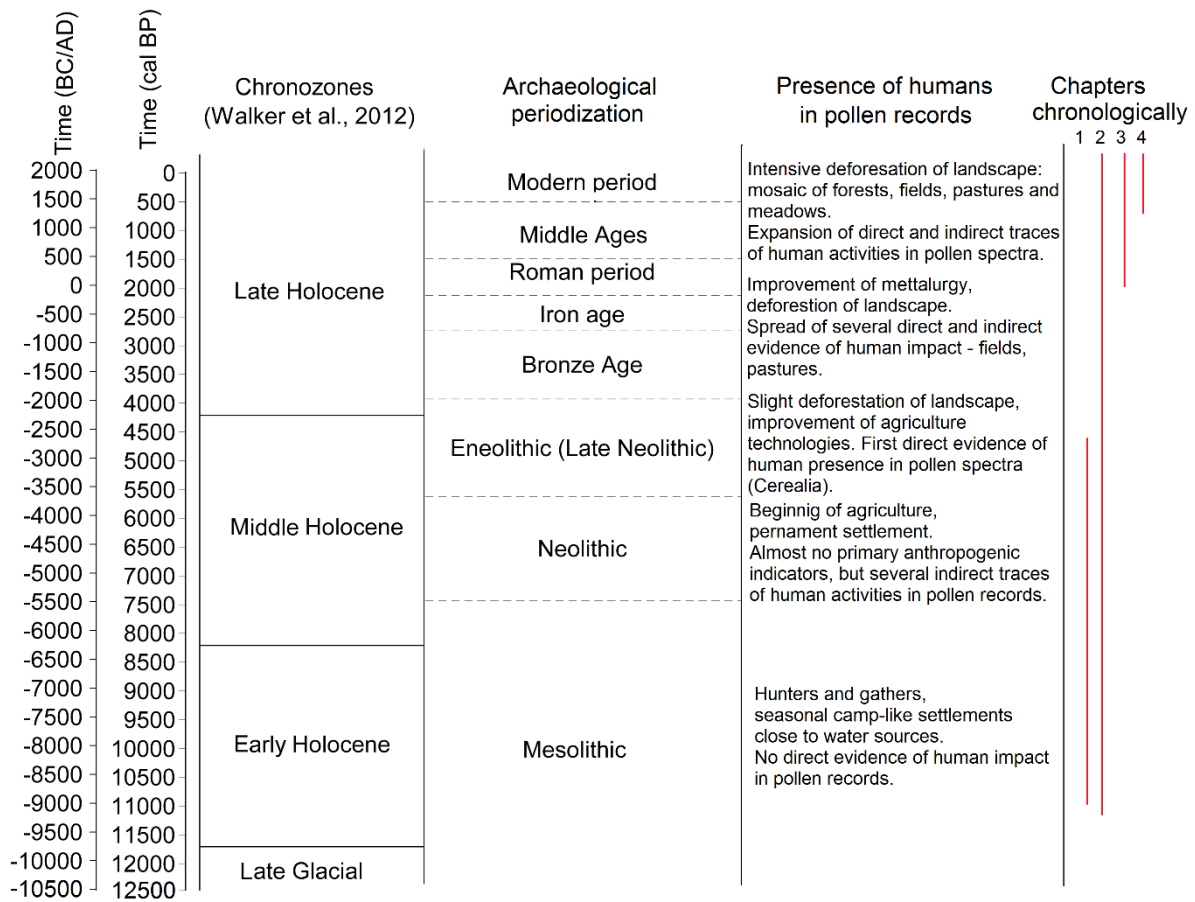 Time (BC/AD)
Time (cal BP)
Chronozones
(Walker et al., 2012)
Archaeological
periodization
Presence of humans
in pollen records
Chapters
chronologically
1 2 3 4
2000
1500
1000
500
0
-500
-1000
-1500
-2000
-2500
-3000
-3500
-4000
-4500
-5000
-5500
-6000
-6500
-7000
-7500
-8000
-8500
-9000
-9500
-10000
-10500
0
500
1000
1500
2000
2500
3000
3500
4000
4500
5000
5500
6000
6500
7000
7500
8000
8500
9000
9500
10000
10500
11000
11500
12000
12500
Late Holocene
Middle Holocene
Early Holocene
Late Glacial
Modern period
Middle Ages
Roman period
Iron age
Bronze Age
Eneolithic (Late Neolithic)
Neolithic
Mesolithic
Intensive deforesation of landscape:
mosaic of forests, fields, pastures and
meadows.
Expansion of direct and indirect traces
of human activities in pollen spectra.
Improvement of mettalurgy,
deforestion of landscape.
Spread of several direct and indirect
evidence of human impact - fields,
pastures.
Slight deforestation of landscape,
improvement of agriculture
technologies. First direct evidence of
human presence in pollen spectra
(Cerealia).
Beginnig of agriculture,
pernament settlement.
Almost no primary anthropogenic
indicators, but several indirect traces
of human activities in pollen records.
Hunters and gathers,
seasonal camp-like settlements
close to water sources.
No direct evidence of human impact
in pollen records.